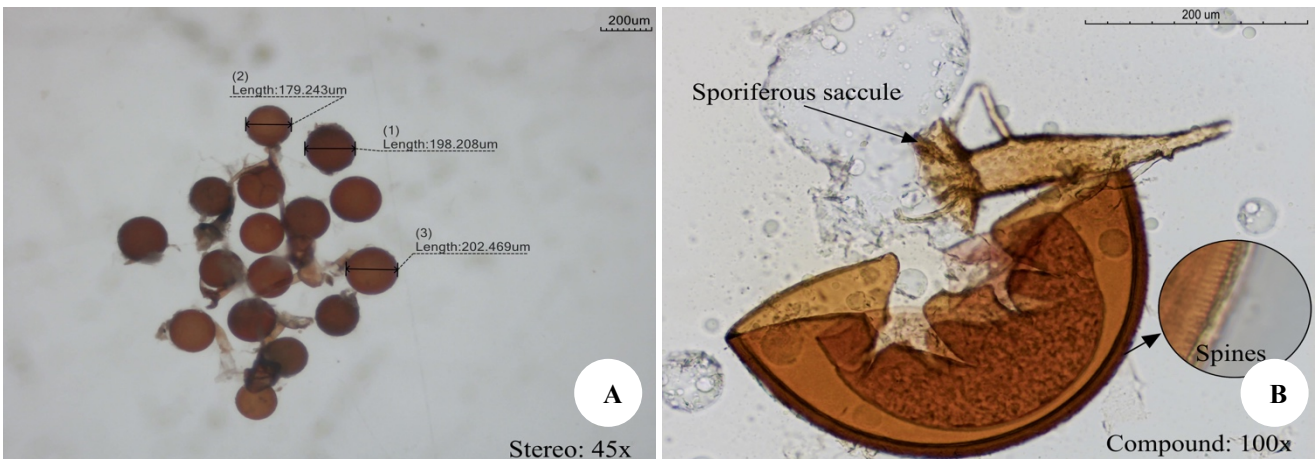 200um
(2)
Length:179.243um
(1)
Length:198.208um
(3)
Length:202.469um
A
Stereo: 45x
200 um
Sporiferous saccule
Spines
B
Compound: 100x